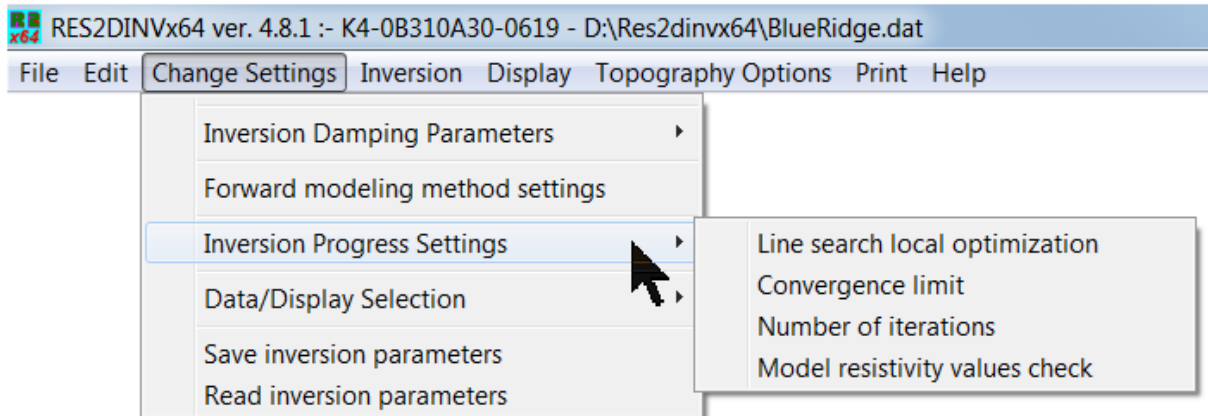 R2 x64 RES2DINVx64 ver. 4.8.1 :- K4-0B310A30-0619 - D:\Res2dinvx64\BlueRidge.dat
File Edit Change Settings Inversion Display Topography Options Print Help
Inversion Damping Parameters
Forward modeling method settings
Inversion Progress Settings
Data/Display Selection
Save inversion parameters
Read inversion parameters
Line search local optimization
Convergence limit
Number of iterations
Model resistivity values check